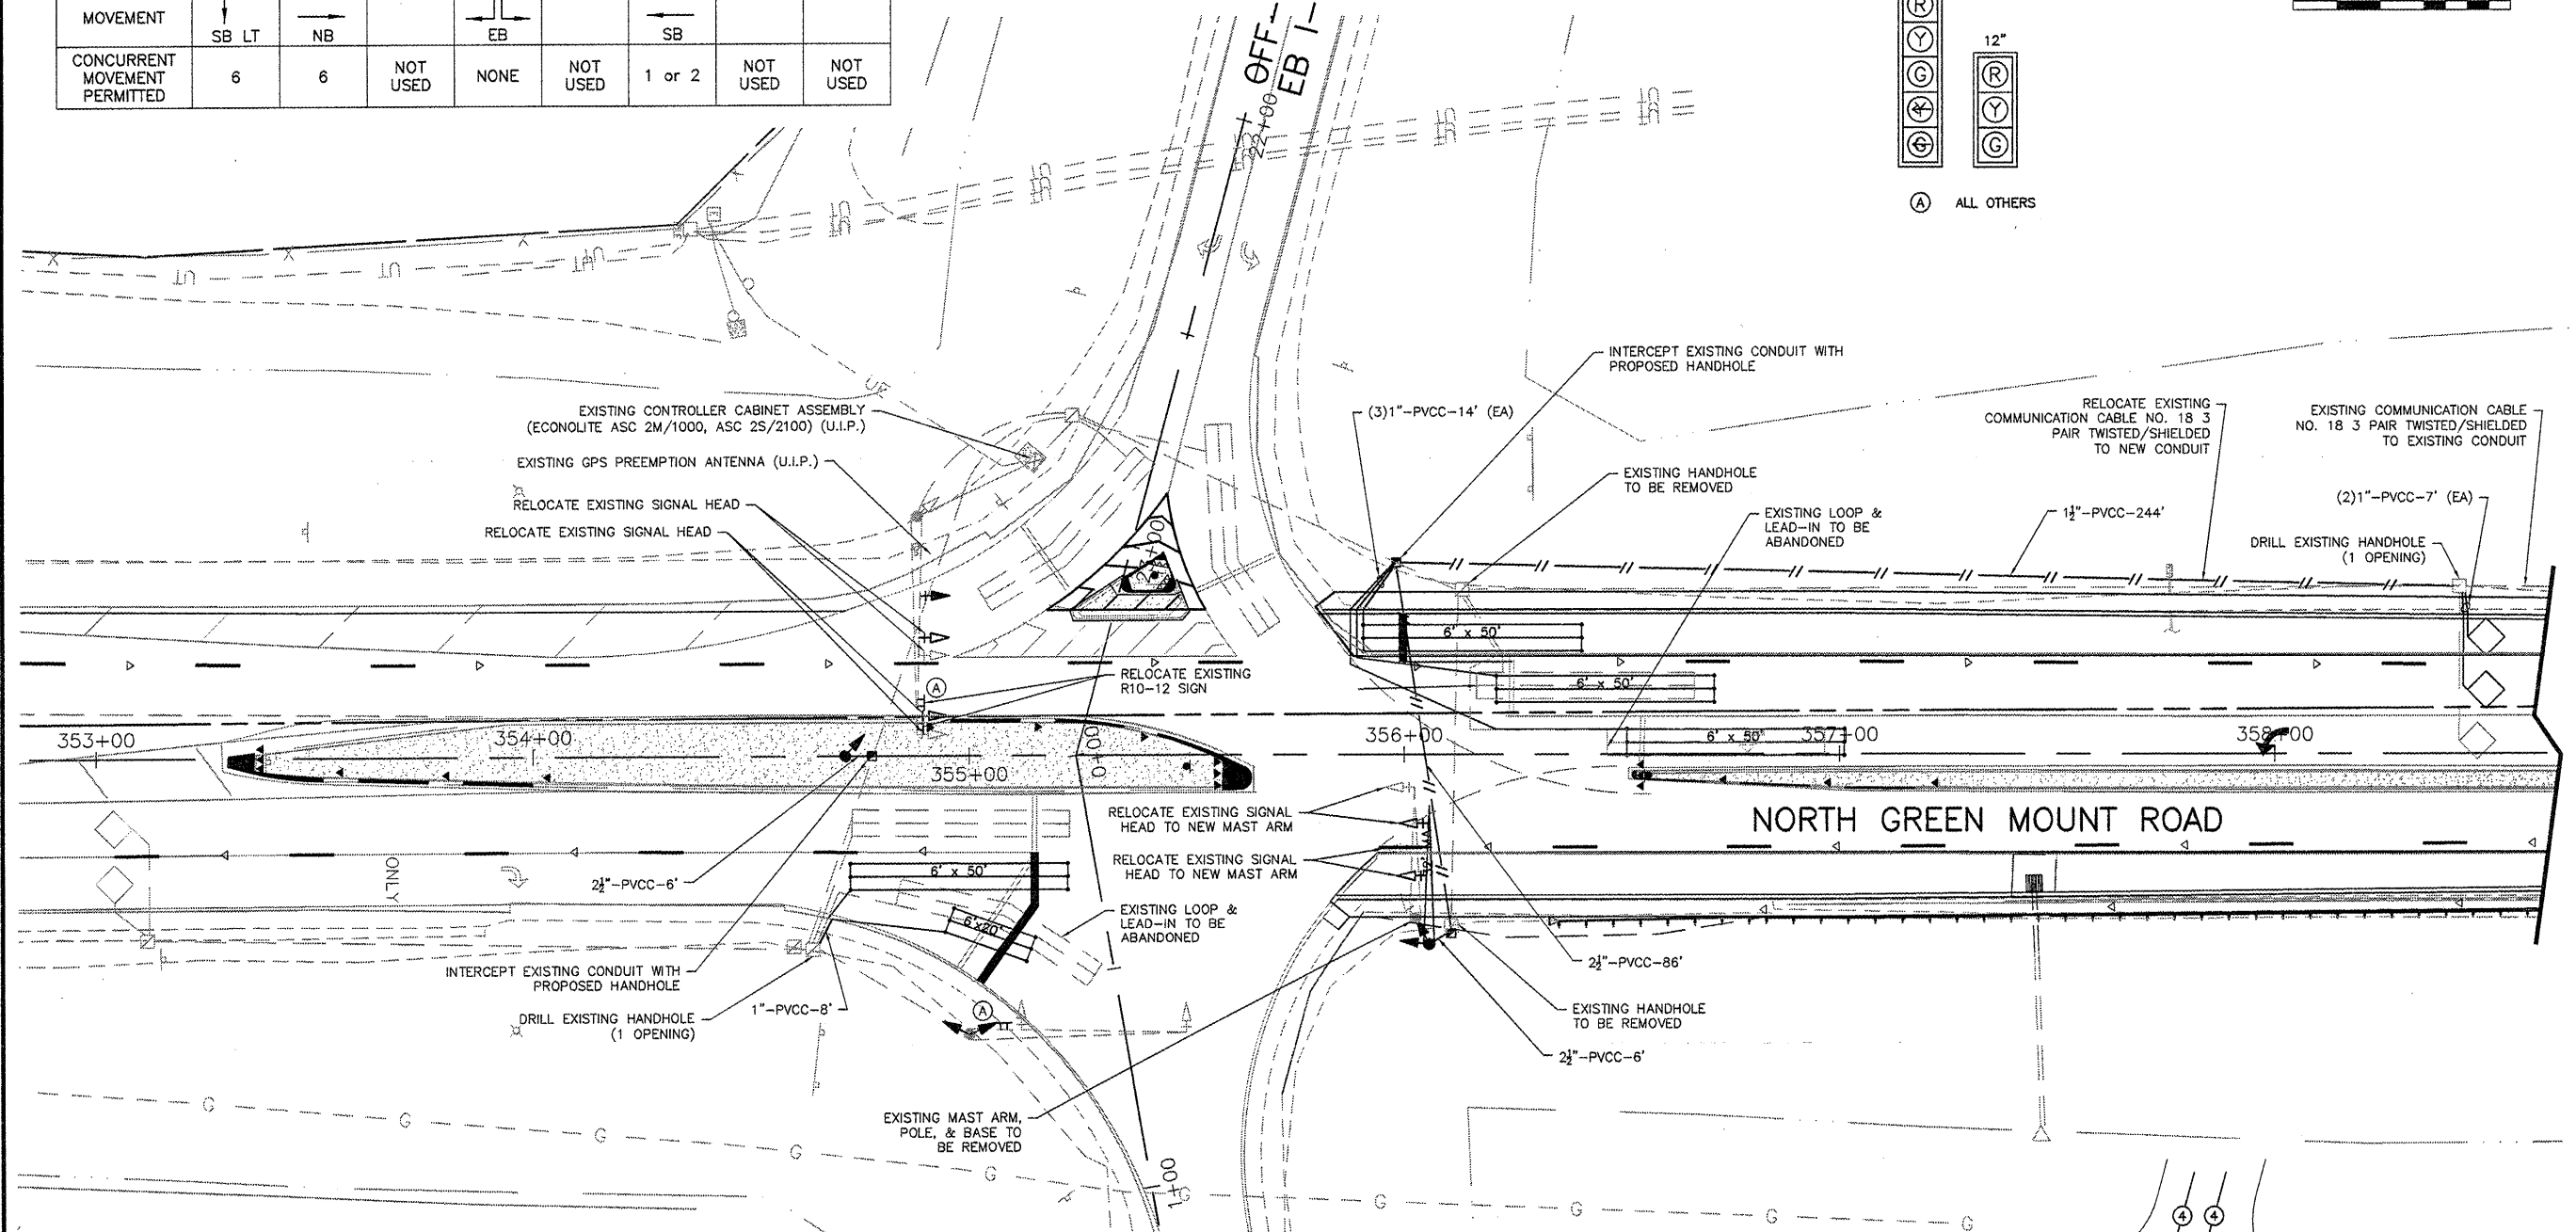 MOVEMENT
SB LT
NB
EB
SB
CONCURRENT
MOVEMENT
PERMITTED
6
6
NOT
USED
NONE
NOT
USED
1 or 2
NOT
USED
NOT
USED
OFF-
EB I-
22+00
R
Y
G
G
12"
R
Y
G
A ALL OTHERS
EXISTING CONTROLLER CABINET ASSEMBLY
(ECONOLITE ASC 2M/1000, ASC 2S/2100) (U.I.P.)
EXISTING GPS PREEMPTION ANTENNA (U.I.P.)
RELOCATE EXISTING SIGNAL HEAD
RELOCATE EXISTING SIGNAL HEAD
INTERCEPT EXISTING CONDUIT WITH
PROPOSED HANDHOLE
(3)1"-PVCC-14' (EA)
EXISTING HANDHOLE
TO BE REMOVED
EXISTING LOOP &
LEAD-IN TO BE
ABANDONED
RELOCATE EXISTING
COMMUNICATION CABLE NO. 18 3
PAIR TWISTED/SHIELDED
TO NEW CONDUIT
EXISTING COMMUNICATION CABLE
NO. 18 3 PAIR TWISTED/SHIELDED
TO EXISTING CONDUIT
(2)1"-PVCC-7' (EA)
1½"-PVCC-244'
DRILL EXISTING HANDHOLE
(1 OPENING)
6' x 50'
6' x 50'
6' x 50'
RELOCATE EXISTING
R10-12 SIGN
A
353+00
354+00
355+00
356+00
357+00
358+00
NORTH GREEN MOUNT ROAD
RELOCATE EXISTING SIGNAL
HEAD TO NEW MAST ARM
RELOCATE EXISTING SIGNAL
HEAD TO NEW MAST ARM
ONLY
2½"-PVCC-6'
6' x 50'
6'x20'
EXISTING LOOP &
LEAD-IN TO BE
ABANDONED
INTERCEPT EXISTING CONDUIT WITH
PROPOSED HANDHOLE
1"-PVCC-8'
DRILL EXISTING HANDHOLE
(1 OPENING)
A
2½"-PVCC-86'
EXISTING HANDHOLE
TO BE REMOVED
2½"-PVCC-6'
EXISTING MAST ARM,
POLE, & BASE TO
BE REMOVED
1+00
G G G G G G G G G G
4 4